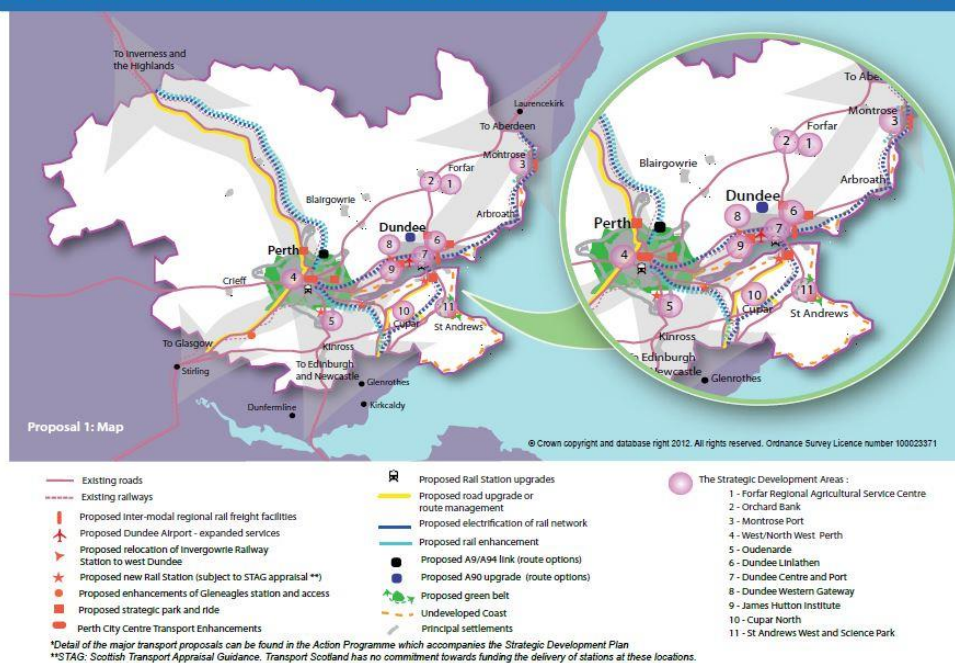 To Inverness and
the Highlands
Laurencekirk
To Aberdeen
Montrose
3
Forfar
2
1
Blairgowrie
Arbroath
Dundee
8
6
7
9
Perth
4
Crieff
5
10
Cupar
11
St Andrews
Kinross
To Glasgow
Stirling
To Edinburgh
and Newcastle
Glenrothes
Dunfermline
Kirkcaldy
Proposal 1: Map
To Aber
Montrose
3
Forfar
2
1
Blairgowrie
Arbroath
Dundee
8
6
7
9
Perth
4
5
10
Cupar
11
St Andrews
Kinross
To Edinburgh
Newcastle
Glenrothes
© Crown copyright and database right 2012. All rights reserved. Ordnance Survey Licence number 100023371
Existing roads
Existing railways
Proposed Inter-modal regional rail freight facilities
Proposed Dundee Airport - expanded services
Proposed relocation of Invergowrie Railway
Station to west Dundee
Proposed new Rail Station (subject to STAG appraisal **)
Proposed enhancements of Gleneagles station and access
Proposed strategic park and ride
Perth City Centre Transport Enhancements
Proposed Rail Station upgrades
Proposed road upgrade or
route management
Proposed electrification of rail network
Proposed rail enhancement
Proposed A9/A94 link (route options)
Proposed A90 upgrade (route options)
Proposed green belt
Undeveloped Coast
Principal settlements
The Strategic Development Areas :
1 - Forfar Regional Agricultural Service Centre
2 - Orchard Bank
3 - Montrose Port
4 - West/North West Perth
5 - Oudenarde
6 - Dundee Linlathen
7 - Dundee Centre and Port
8 - Dundee Western Gateway
9 - James Hutton Institute
10 - Cupar North
11 - St Andrews West and Science Park
*Detail of the major transport proposals can be found in the Action Programme which accompanies the Strategic Development Plan
**STAG: Scottish Transport Appraisal Guidance. Transport Scotland has no commitment towards funding the delivery of stations at these locations.